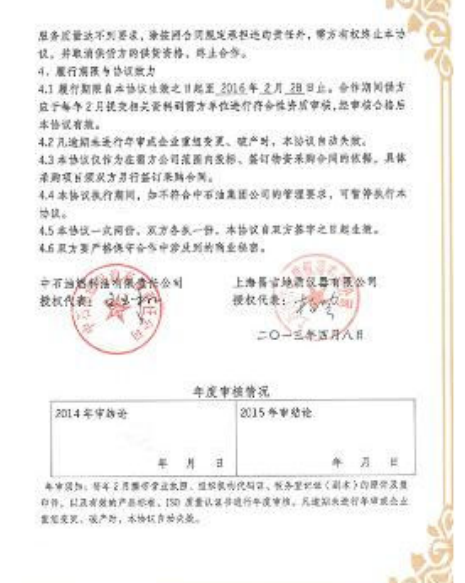 服务质量达不到要求，除按照合同规定承担违约责任外，需方有权终止本协
议，并取消供货方的供货资格，终止合作。
4、履行期限与协议效力
4.1 履行期限自本协议生效之日起至 2016 年 2 月 28 日止。合作期间供方
应于每年 2 月提交相关资料到需方单位进行符合性资质审核，经审核合格后
本协议有效。
4.2 凡逾期未进行年审或企业重组变更、破产时，本协议自动失效。
4.3 本协议仅作为在需方公司范围内投标、签订物资采购合同的依据，具体
采购项目须双方另行签订采购合同。
4.4 本协议执行期间，如不符合中石油集团公司的管理要求，可暂停执行本
协议。
4.5 本协议一式两份，双方各执一份，本协议自双方签字之日起生效。
4.6 双方要严格保守合作中涉及到的商业秘密。
中石油燃料油有限责任公司
授权代表：
上海昌吉地质仪器有限公司
授权代表：
二〇一三年四月八日
年度审核情况
2014 年审结论
年 月 日
2015 年审结论
年 月 日
年审须知：每年 2 月携带营业执照、组织机构代码证、税务登记证（副本）的原件及复
印件，以及有效的产品标准、ISO 质量认证书进行年度审核。凡逾期未进行年审或企业
重组变更、破产时，本协议自动失效。